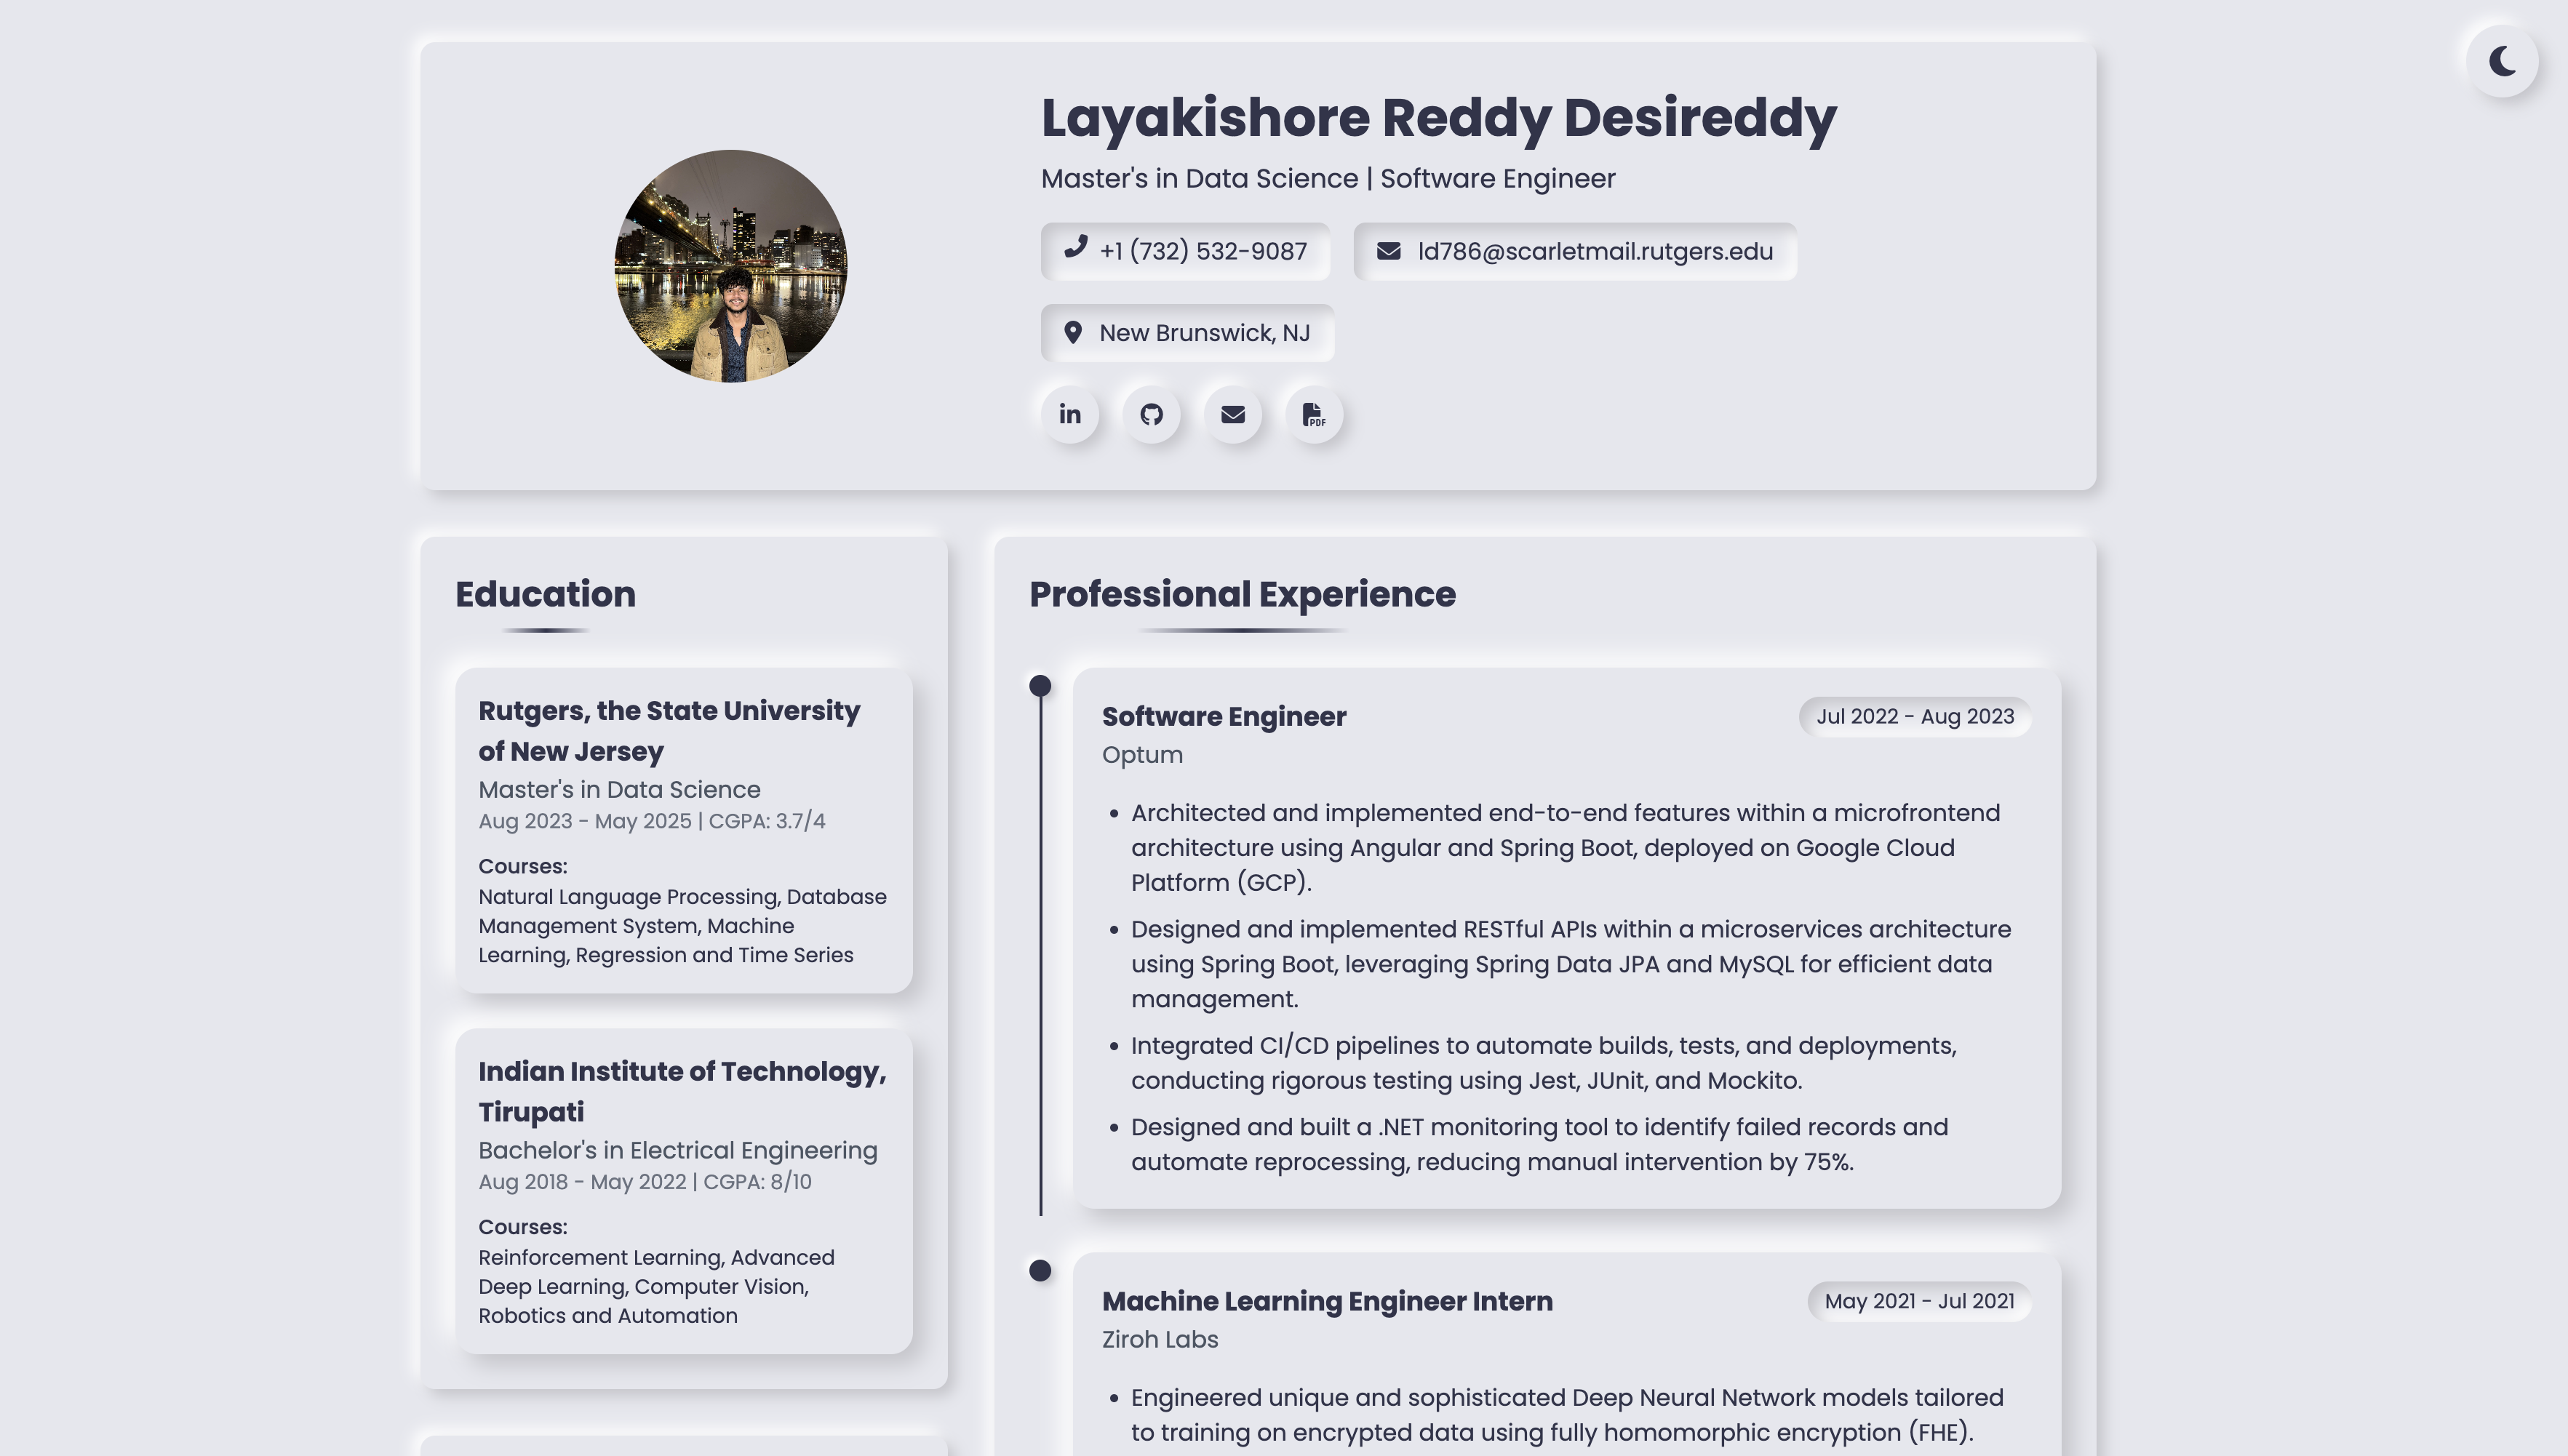 Layakishore Reddy Desireddy
Master's in Data Science | Software Engineer
+1 (732) 532-9087
ld786@scarletmail.rutgers.edu
New Brunswick, NJ
in
PDF
Education
Rutgers, the State University
of New Jersey
Master's in Data Science
Aug 2023 - May 2025 | CGPA: 3.7/4
Courses:
Natural Language Processing, Database
Management System, Machine
Learning, Regression and Time Series
Indian Institute of Technology,
Tirupati
Bachelor's in Electrical Engineering
Aug 2018 - May 2022 | CGPA: 8/10
Courses:
Reinforcement Learning, Advanced
Deep Learning, Computer Vision,
Robotics and Automation
Professional Experience
Software Engineer
Jul 2022 - Aug 2023
Optum
• Architected and implemented end-to-end features within a microfrontend
architecture using Angular and Spring Boot, deployed on Google Cloud
Platform (GCP).
• Designed and implemented RESTful APIs within a microservices architecture
using Spring Boot, leveraging Spring Data JPA and MySQL for efficient data
management.
• Integrated CI/CD pipelines to automate builds, tests, and deployments,
conducting rigorous testing using Jest, JUnit, and Mockito.
• Designed and built a .NET monitoring tool to identify failed records and
automate reprocessing, reducing manual intervention by 75%.
Machine Learning Engineer Intern
May 2021 - Jul 2021
Ziroh Labs
• Engineered unique and sophisticated Deep Neural Network models tailored
to training on encrypted data using fully homomorphic encryption (FHE).